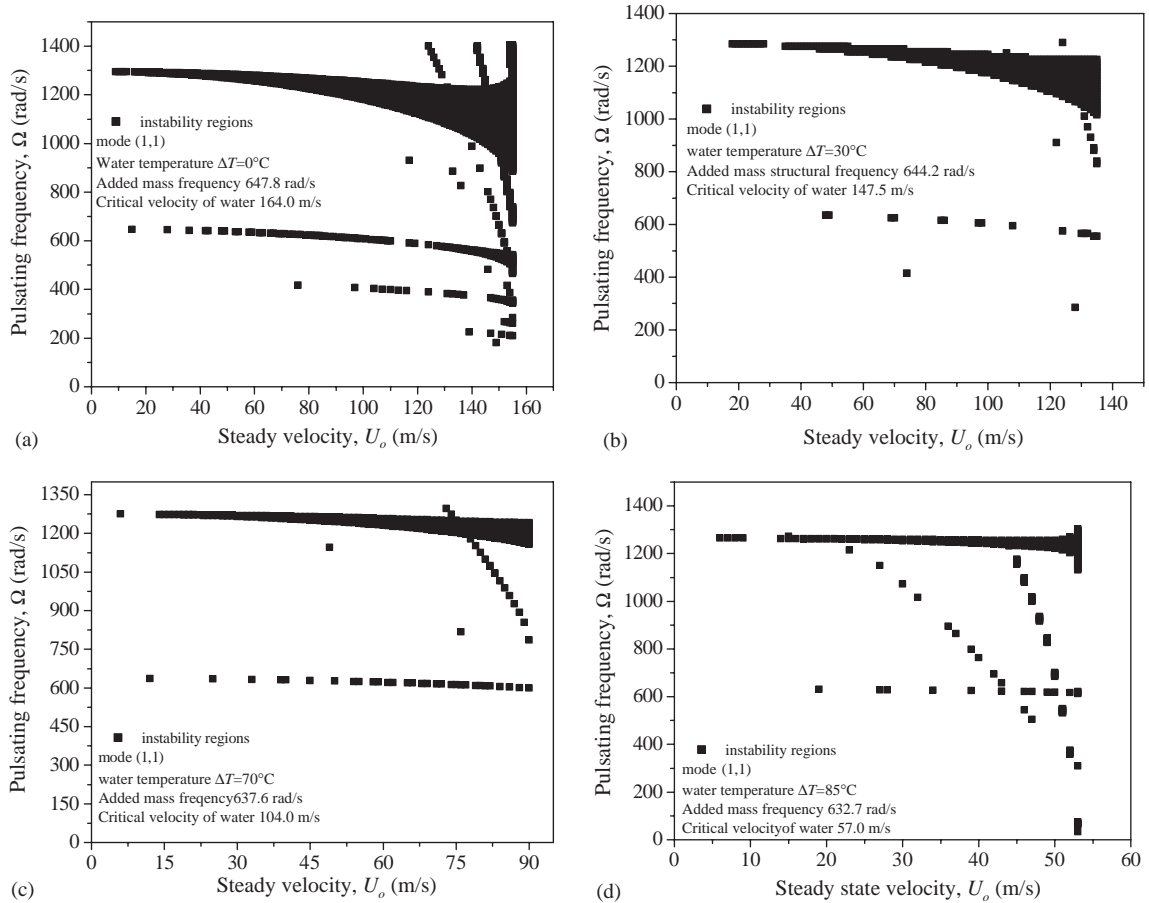 1400
1200
1000
800
600
400
200
0
Pulsating frequency, Ω (rad/s)
instability regions
mode (1,1)
Water temperature ΔT=0°C
Added mass frequency 647.8 rad/s
Critical velocity of water 164.0 m/s
0 20 40 60 80 100 120 140 160
Steady velocity, Uo (m/s)
(a)
1400
1200
1000
800
600
400
200
0
Pulsating frequency, Ω (rad/s)
instability regions
mode (1,1)
water temperature ΔT=30°C
Added mass structural frequency 644.2 rad/s
Critical velocity of water 147.5 m/s
0 20 40 60 80 100 120 140
Steady velocity, Uo (m/s)
(b)
1350
1200
1050
900
750
600
450
300
150
0
Pulsating frequency, Ω (rad/s)
instability regions
mode (1,1)
water temperature ΔT=70°C
Added mass freqency637.6 rad/s
Critical velocity of water 104.0 m/s
0 15 30 45 60 75 90
Steady velocity, Uo (m/s)
(c)
1400
1200
1000
800
600
400
200
0
Pulsating frequency, Ω (rad/s)
instability regions
mode (1,1)
water temperature ΔT=85°C
Added mass frequency 632.7 rad/s
Critical velocityof water 57.0 m/s
0 10 20 30 40 50 60
Steady state velocity, Uo (m/s)
(d)